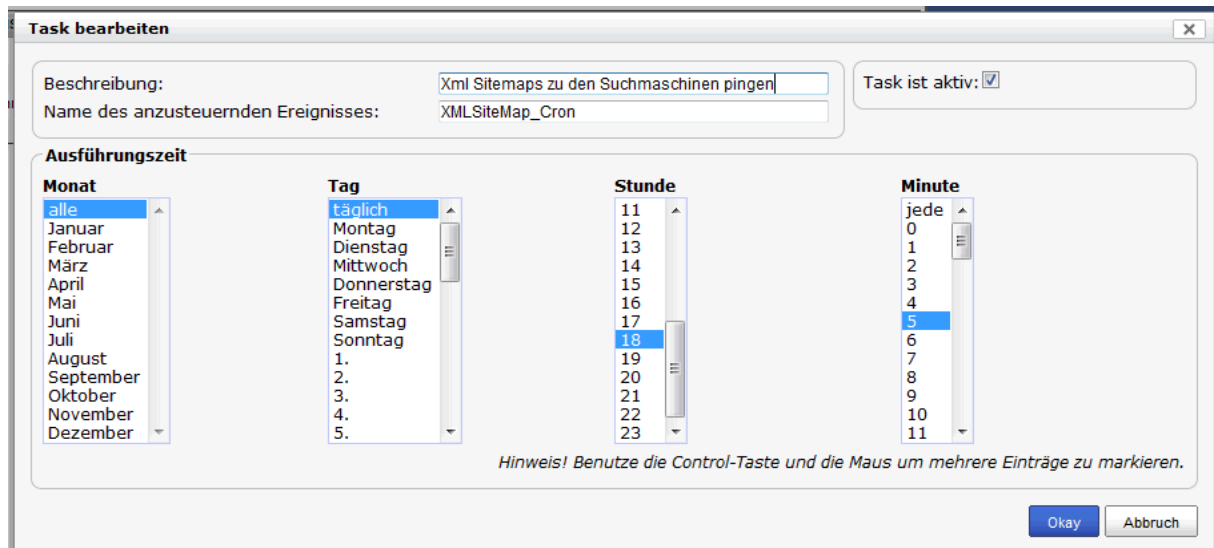 Task bearbeiten
Beschreibung:
Xml Sitemaps zu den Suchmaschinen pingen
Task ist aktiv:
Name des anzusteuernden Ereignisses:
XMLSiteMap_Cron
Ausführungszeit
Monat
alle
Januar
Februar
März
April
Mai
Juni
Juli
August
September
Oktober
November
Dezember
Tag
täglich
Montag
Dienstag
Mittwoch
Donnerstag
Freitag
Samstag
Sonntag
1.
2.
3.
4.
5.
Stunde
11
12
13
14
15
16
17
18
19
20
21
22
23
Minute
jede
0
1
2
3
4
5
6
7
8
9
10
11
Hinweis! Benutze die Control-Taste und die Maus um mehrere Einträge zu markieren.
Okay
Abbruch